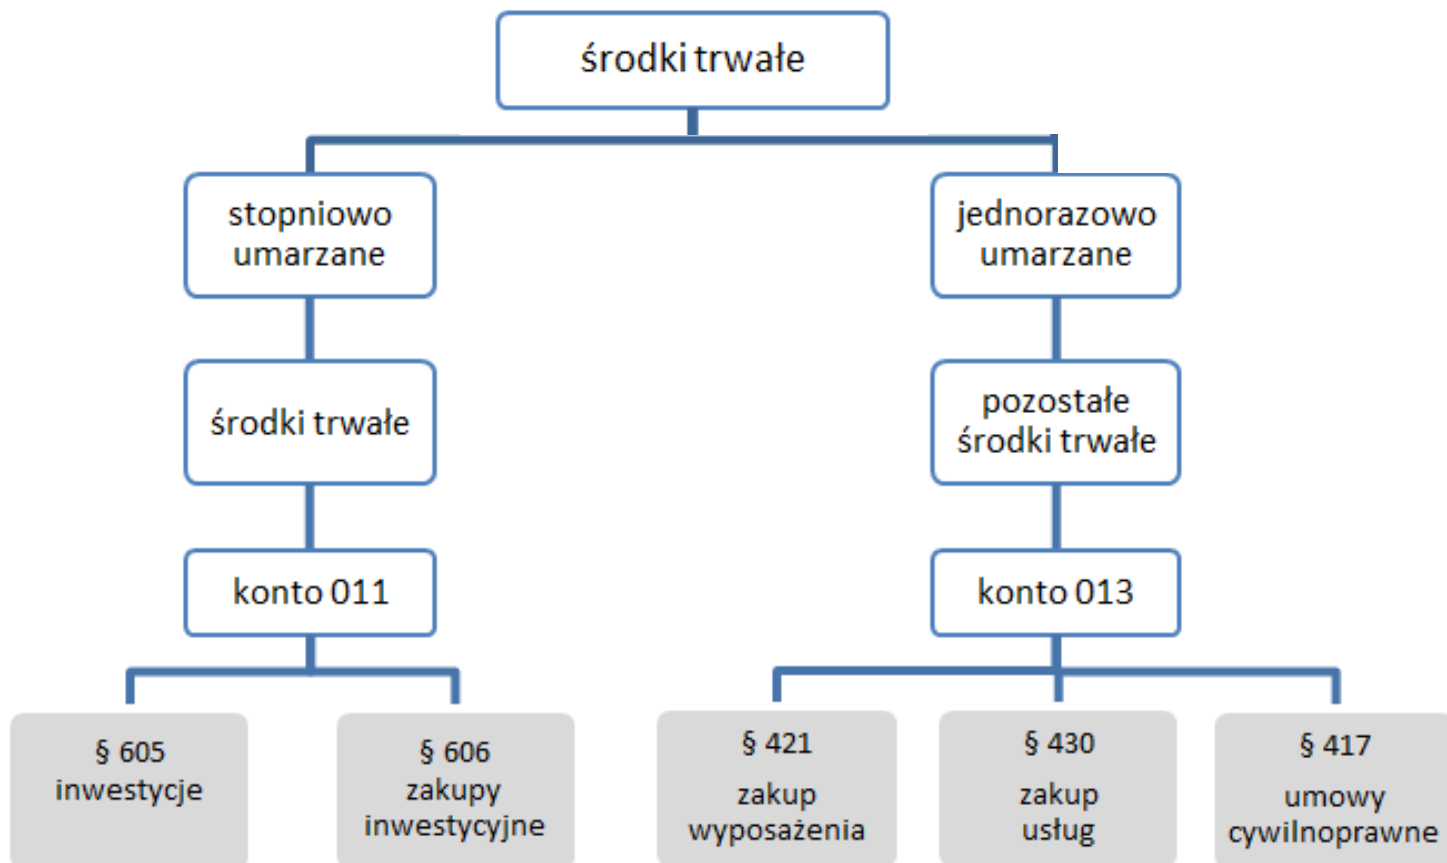 środki trwałe
stopniowo
umarzane
jednorazowo
umarzane
środki trwałe
pozostałe
środki trwałe
konto 011
konto 013
§ 605
inwestycje
§ 606
zakupy
inwestycyjne
§ 421
zakup
wyposażenia
§ 430
zakup
usług
§ 417
umowy
cywilnoprawne